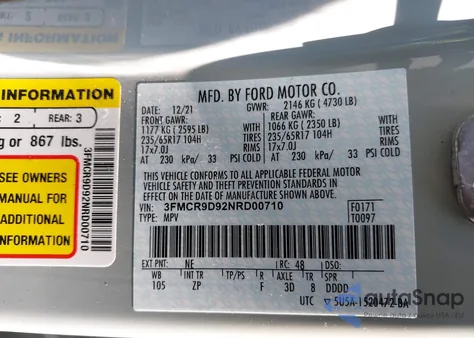 & LOADING INFORMATION
INFORMATION
2 REAR: 3
or 867 lbs.
SEE OWNERS
MANUAL FOR
ADDITIONAL
INFORMATION
3FMCR9D92NRD00710
MFD. BY FORD MOTOR CO.
DATE: 12/21 GVWR: 2146 KG ( 4730 LB)
FRONT GAWR: REAR GAWR:
1177 KG (2595 LB) 1066 KG ( 2350 LB)
235/65R17 104H TIRES 235/65R17 104H TIRES
17x7.0J RIMS 17x7.0J RIMS
AT 230 kPa/ 33 PSI COLD AT 230 kPa/ 33 PSI COLD
THIS VEHICLE CONFORMS TO ALL APPLICABLE FEDERAL MOTOR
VEHICLE SAFETY AND THEFT PREVENTION STANDARDS IN
EFFECT ON THE DATE OF MANUFACTURE SHOWN ABOVE.
VIN: 3FMCR9D92NRD00710 F0171
TYPE: MPV T0097
EXT PNT: NE RC: 48 DSO:
WB INT TR TP/PS R AXLE TR SPR
105 ZP F 3D 8 DDDD
UTC ▽5U5A-1520472-BA
autoSnap